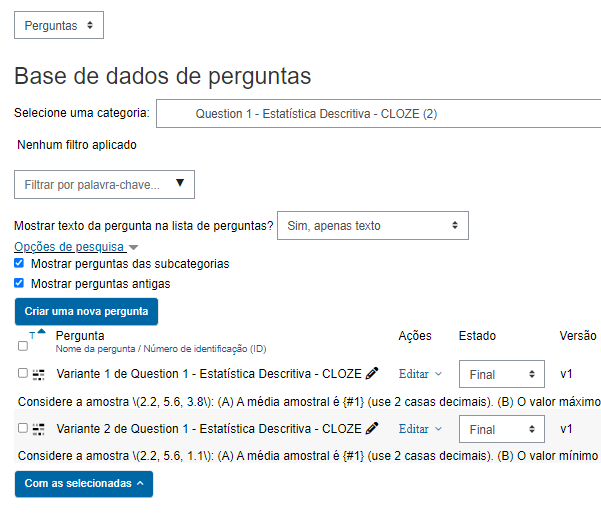 Perguntas
Base de dados de perguntas
Selecione uma categoria: Question 1 - Estatística Descritiva - CLOZE (2)
Nenhum filtro aplicado
Filtrar por palavra-chave...
Mostrar texto da pergunta na lista de perguntas? Sim, apenas texto
Opções de pesquisa
Mostrar perguntas das subcategorias
Mostrar perguntas antigas
Criar uma nova pergunta
T Pergunta Ações Estado Versão
Nome da pergunta / Número de identificação (ID)
Variante 1 de Question 1 - Estatística Descritiva - CLOZE Editar Final v1
Considere a amostra \(2.2, 5.6, 3.8\): (A) A média amostral é {#1} (use 2 casas decimais). (B) O valor máximo
Variante 2 de Question 1 - Estatística Descritiva - CLOZE Editar Final v1
Considere a amostra \(2.2, 5.6, 1.1\): (A) A média amostral é {#1} (use 2 casas decimais). (B) O valor mínimo
Com as selecionadas